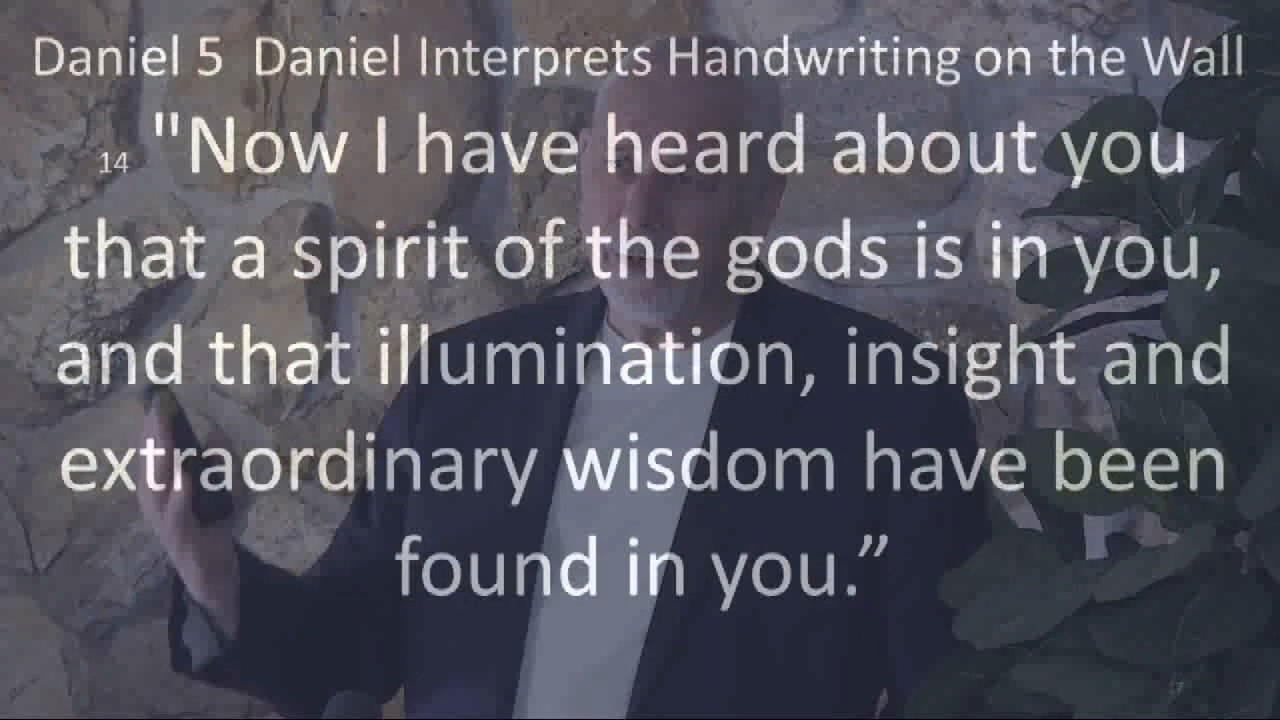 Daniel 5  Daniel Interprets Handwriting on the Wall
14 "Now I have heard about you
that a spirit of the gods is in you,
and that illumination, insight and
extraordinary wisdom have been
found in you.”
17